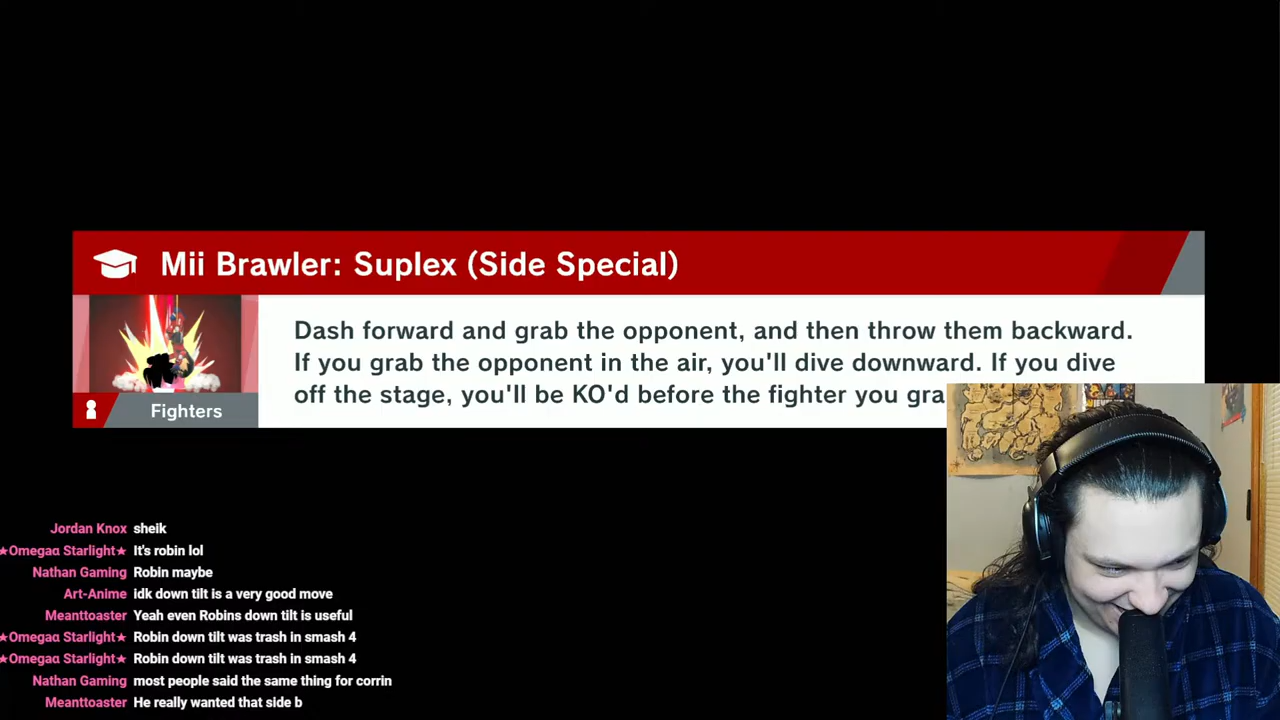 Mii Brawler: Suplex (Side Special)
Dash forward and grab the opponent, and then throw them backward.
If you grab the opponent in the air, you'll dive downward. If you dive
off the stage, you'll be KO'd before the fighter you gra
Fighters
Jordan Knox sheik
★Omegaα Starlight★ It's robin lol
Nathan Gaming Robin maybe
Art-Anime idk down tilt is a very good move
Meanttoaster Yeah even Robins down tilt is useful
★Omegaα Starlight★ Robin down tilt was trash in smash 4
★Omegaα Starlight★ Robin down tilt was trash in smash 4
Nathan Gaming most people said the same thing for corrin
Meanttoaster He really wanted that side b